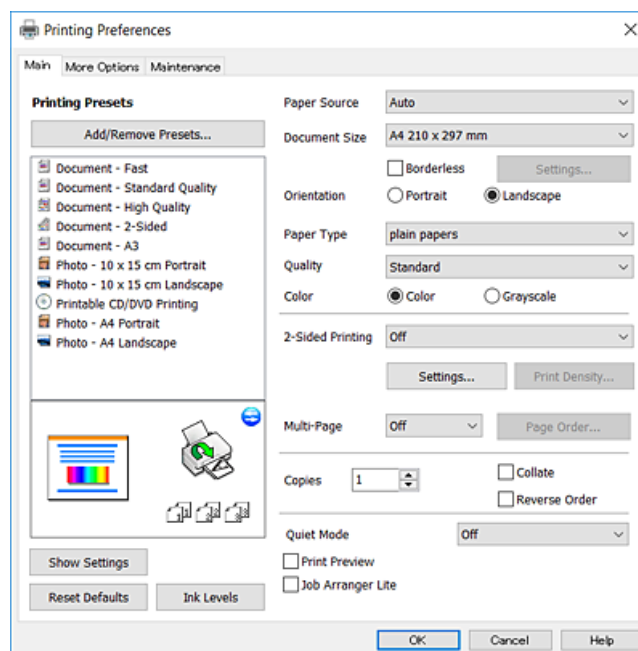 Printing Preferences
Main More Options Maintenance
Printing Presets
Add/Remove Presets...
Document - Fast
Document - Standard Quality
Document - High Quality
Document - 2-Sided
Document - A3
Photo - 10 x 15 cm Portrait
Photo - 10 x 15 cm Landscape
Printable CD/DVD Printing
Photo - A4 Portrait
Photo - A4 Landscape
Show Settings
Reset Defaults Ink Levels
Paper Source Auto
Document Size A4 210 x 297 mm
Borderless Settings...
Orientation Portrait Landscape
Paper Type plain papers
Quality Standard
Color Color Grayscale
2-Sided Printing Off
Settings... Print Density...
Multi-Page Off Page Order...
Copies 1 Collate
Reverse Order
Quiet Mode Off
Print Preview
Job Arranger Lite
OK Cancel Help